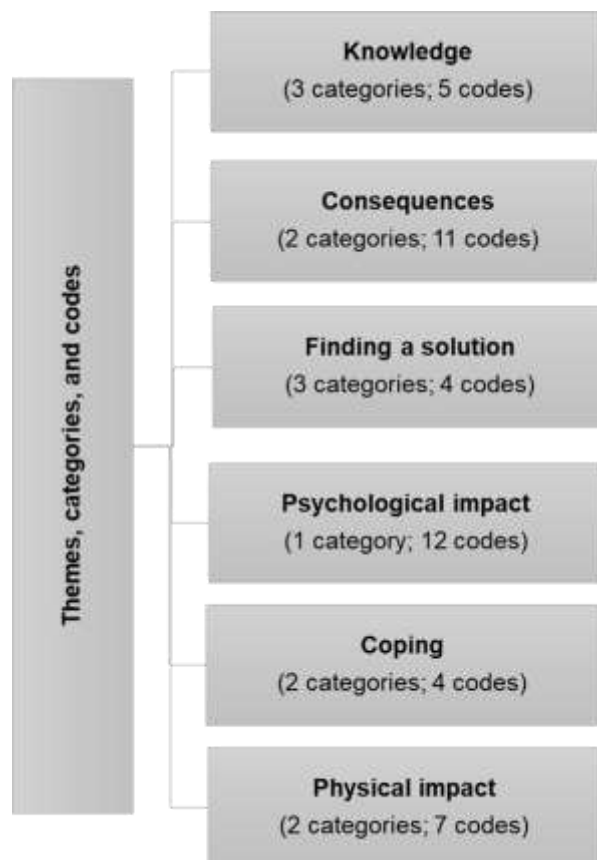 Themes, categories, and codes
Knowledge
(3 categories; 5 codes)
Consequences
(2 categories; 11 codes)
Finding a solution
(3 categories; 4 codes)
Psychological impact
(1 category; 12 codes)
Coping
(2 categories; 4 codes)
Physical impact
(2 categories; 7 codes)